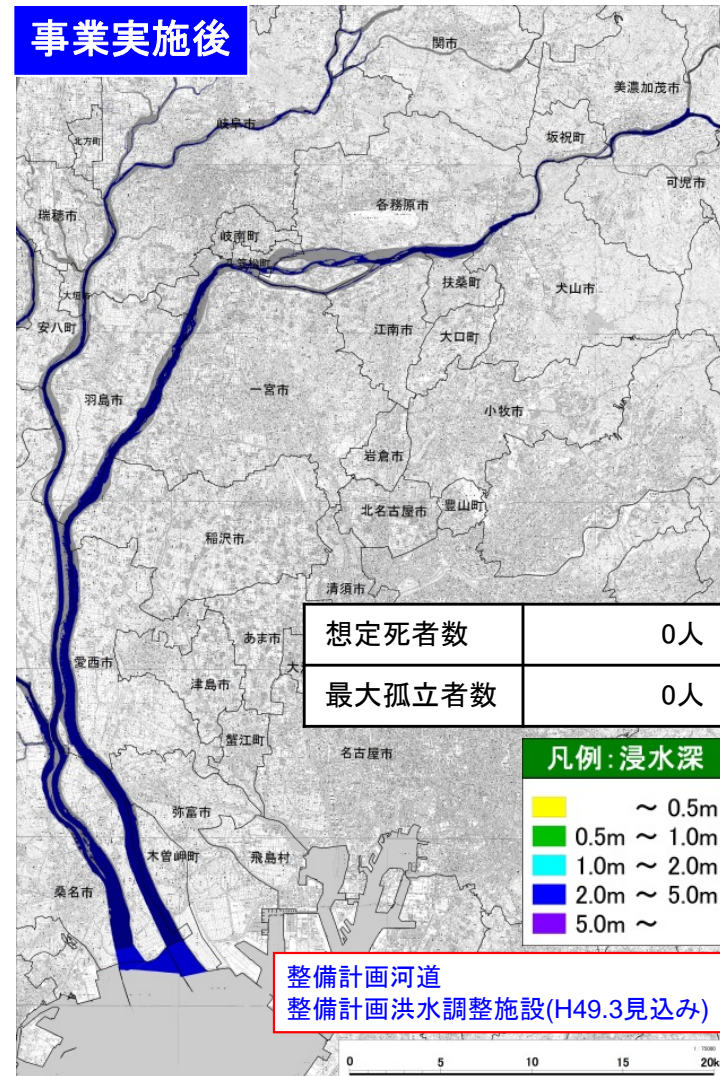 事業実施後
関市
美濃加茂市
岐阜市
坂祝町
北方町
可児市
各務原市
瑞穂市
岐南町
笠松町
扶桑町
犬山市
大垣市
安八町
江南市
大口町
羽島市
一宮市
小牧市
岩倉市
北名古屋市
豊山町
稲沢市
清須市
想定死者数 0人
あま市
愛西市
大
津島市
最大孤立者数 0人
蟹江町
名古屋市
凡例:浸水深
～ 0.5m
0.5m ～ 1.0m
1.0m ～ 2.0m
2.0m ～ 5.0m
5.0m ～
弥富市
木曽岬町
飛島村
桑名市
整備計画河道
整備計画洪水調整施設(H49.3見込み)
0 5 10 15 20k